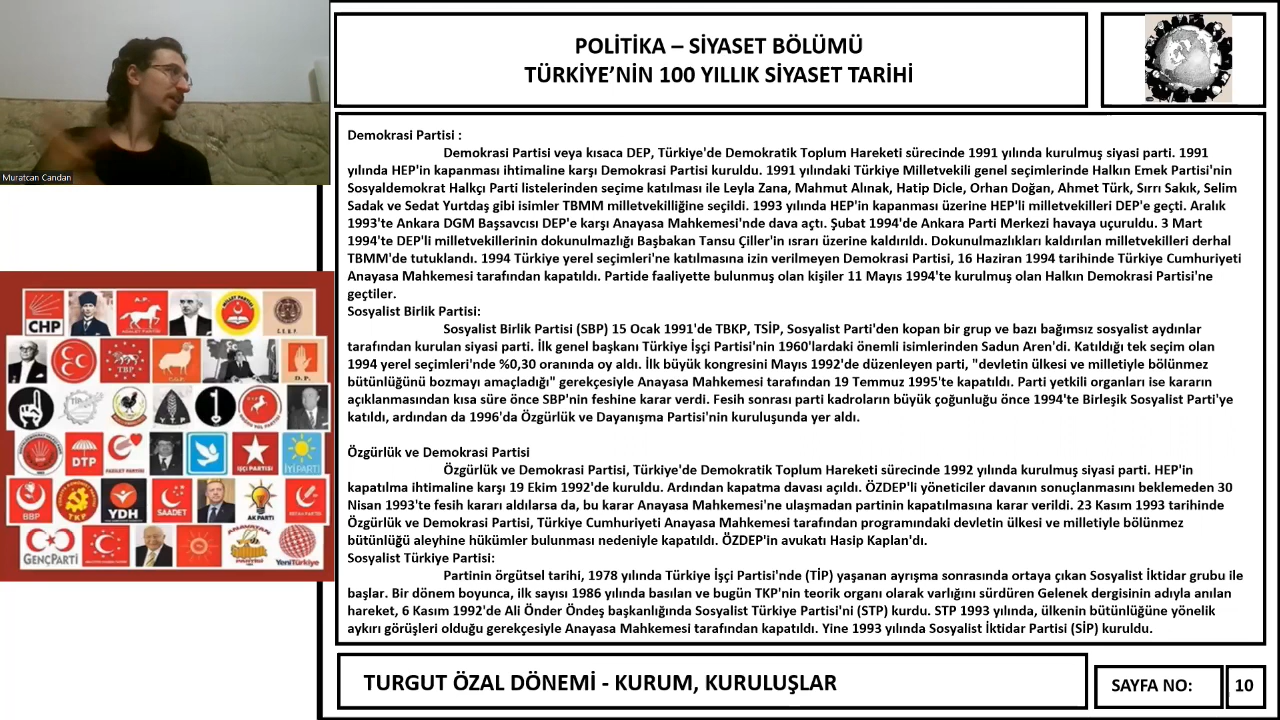 Muratcan Candan
POLİTİKA – SİYASET BÖLÜMÜ
TÜRKİYE'NİN 100 YILLIK SİYASET TARİHİ
Demokrasi Partisi :
Demokrasi Partisi veya kısaca DEP, Türkiye'de Demokratik Toplum Hareketi sürecinde 1991 yılında kurulmuş siyasi parti. 1991
yılında HEP'in kapanması ihtimaline karşı Demokrasi Partisi kuruldu. 1991 yılındaki Türkiye Milletvekili genel seçimlerinde Halkın Emek Partisi'nin
Sosyaldemokrat Halkçı Parti listelerinden seçime katılması ile Leyla Zana, Mahmut Alınak, Hatip Dicle, Orhan Doğan, Ahmet Türk, Sırrı Sakık, Selim
Sadak ve Sedat Yurtdaş gibi isimler TBMM milletvekilliğine seçildi. 1993 yılında HEP'in kapanması üzerine HEP'li milletvekilleri DEP'e geçti. Aralık
1993'te Ankara DGM Başsavcısı DEP'e karşı Anayasa Mahkemesi'nde dava açtı. Şubat 1994'de Ankara Parti Merkezi havaya uçuruldu. 3 Mart
1994'te DEP'li milletvekillerinin dokunulmazlığı Başbakan Tansu Çiller'in ısrarı üzerine kaldırıldı. Dokunulmazlıkları kaldırılan milletvekilleri derhal
TBMM'de tutuklandı. 1994 Türkiye yerel seçimleri'ne katılmasına izin verilmeyen Demokrasi Partisi, 16 Haziran 1994 tarihinde Türkiye Cumhuriyeti
Anayasa Mahkemesi tarafından kapatıldı. Partide faaliyette bulunmuş olan kişiler 11 Mayıs 1994'te kurulmuş olan Halkın Demokrasi Partisi'ne
geçtiler.
Sosyalist Birlik Partisi:
Sosyalist Birlik Partisi (SBP) 15 Ocak 1991'de TBKP, TSİP, Sosyalist Parti'den kopan bir grup ve bazı bağımsız sosyalist aydınlar
tarafından kurulan siyasi parti. İlk genel başkanı Türkiye İşçi Partisi'nin 1960'lardaki önemli isimlerinden Sadun Aren'di. Katıldığı tek seçim olan
1994 yerel seçimleri'nde %0,30 oranında oy aldı. İlk büyük kongresini Mayıs 1992'de düzenleyen parti, "devletin ülkesi ve milletiyle bölünmez
bütünlüğünü bozmayı amaçladığı" gerekçesiyle Anayasa Mahkemesi tarafından 19 Temmuz 1995'te kapatıldı. Parti yetkili organları ise kararın
açıklanmasından kısa süre önce SBP'nin feshine karar verdi. Fesih sonrası parti kadroların büyük çoğunluğu önce 1994'te Birleşik Sosyalist Parti'ye
katıldı, ardından da 1996'da Özgürlük ve Dayanışma Partisi'nin kuruluşunda yer aldı.
Özgürlük ve Demokrasi Partisi
Özgürlük ve Demokrasi Partisi, Türkiye'de Demokratik Toplum Hareketi sürecinde 1992 yılında kurulmuş siyasi parti. HEP'in
kapatılma ihtimaline karşı 19 Ekim 1992'de kuruldu. Ardından kapatma davası açıldı. ÖZDEP'li yöneticiler davanın sonuçlanmasını beklemeden 30
Nisan 1993'te fesih kararı aldılarsa da, bu karar Anayasa Mahkemesi'ne ulaşmadan partinin kapatılmasına karar verildi. 23 Kasım 1993 tarihinde
Özgürlük ve Demokrasi Partisi, Türkiye Cumhuriyeti Anayasa Mahkemesi tarafından programındaki devletin ülkesi ve milletiyle bölünmez
bütünlüğü aleyhine hükümler bulunması nedeniyle kapatıldı. ÖZDEP'in avukatı Hasip Kaplan'dı.
Sosyalist Türkiye Partisi:
Partinin örgütsel tarihi, 1978 yılında Türkiye İşçi Partisi'nde (TİP) yaşanan ayrışma sonrasında ortaya çıkan Sosyalist İktidar grubu ile
başlar. Bir dönem boyunca, ilk sayısı 1986 yılında basılan ve bugün TKP'nin teorik organı olarak varlığını sürdüren Gelenek dergisinin adıyla anılan
hareket, 6 Kasım 1992'de Ali Önder Öndeş başkanlığında Sosyalist Türkiye Partisi'ni (STP) kurdu. STP 1993 yılında, ülkenin bütünlüğüne yönelik
aykırı görüşleri olduğu gerekçesiyle Anayasa Mahkemesi tarafından kapatıldı. Yine 1993 yılında Sosyalist İktidar Partisi (SİP) kuruldu.
TURGUT ÖZAL DÖNEMİ - KURUM, KURULUŞLAR
SAYFA NO:
10
CHP
A.P.
TBP
D.P.
YTP
DTP
FAZİLET PARTİSİ
İŞÇİ PARTİSİ
İYİ PARTİ
BBP
TKP
YDH
SAADET
AK PARTİ
GENÇPARTİ
YeniTürkiye